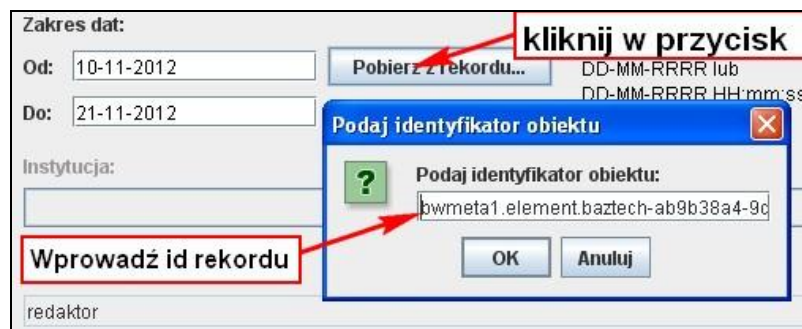 Zakres dat:
kliknij w przycisk
Od: 10-11-2012 Pobierz z rekordu... DD-MM-RRRR lub
DD-MM-RRRR HH:mm:ss
Do: 21-11-2012
Podaj identyfikator obiektu
Instytucja:
? Podaj identyfikator obiektu:
bwmeta1.element.baztech-ab9b38a4-9c
Wprowadź id rekordu
OK Anuluj
redaktor